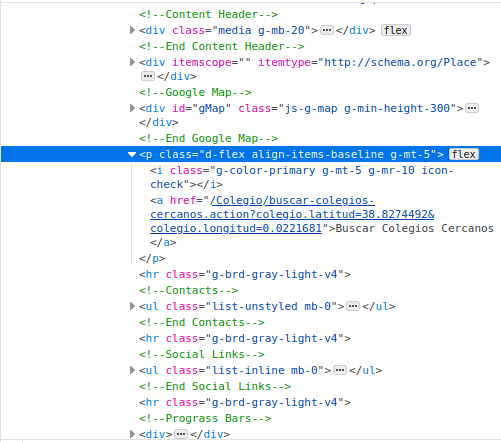 <!--Content Header-->
<div class="media g-mb-20"> ⋯ </div> flex
<!--End Content Header-->
<div itemscope="" itemtype="http://schema.org/Place">
⋯ </div>
<!--Google Map-->
<div id="gMap" class="js-g-map g-min-height-300"> ⋯
</div>
<!--End Google Map-->
<p class="d-flex align-items-baseline g-mt-5"> flex
<i class="g-color-primary g-mt-5 g-mr-10 icon-
check"></i>
<a href="/Colegio/buscar-colegios-
cercanos.action?colegio.latitud=38.8274492&
colegio.longitud=0.0221681">Buscar Colegios Cercanos
</a>
</p>
<hr class="g-brd-gray-light-v4">
<!--Contacts-->
<ul class="list-unstyled mb-0"> ⋯ </ul>
<!--End Contacts-->
<hr class="g-brd-gray-light-v4">
<!--Social Links-->
<ul class="list-inline mb-0"> ⋯ </ul>
<!--End Social Links-->
<hr class="g-brd-gray-light-v4">
<!--Prograss Bars-->
<div> ⋯ </div>